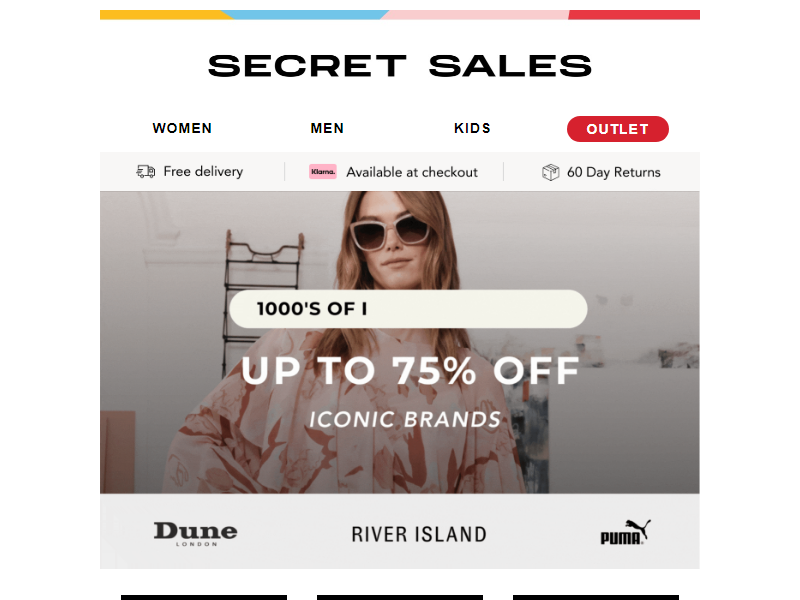 SECRET SALES
WOMEN MEN KIDS OUTLET
Free delivery Klarna. Available at checkout 60 Day Returns
1000'S OF I
UP TO 75% OFF
ICONIC BRANDS
Dune RIVER ISLAND PUMA
LONDON